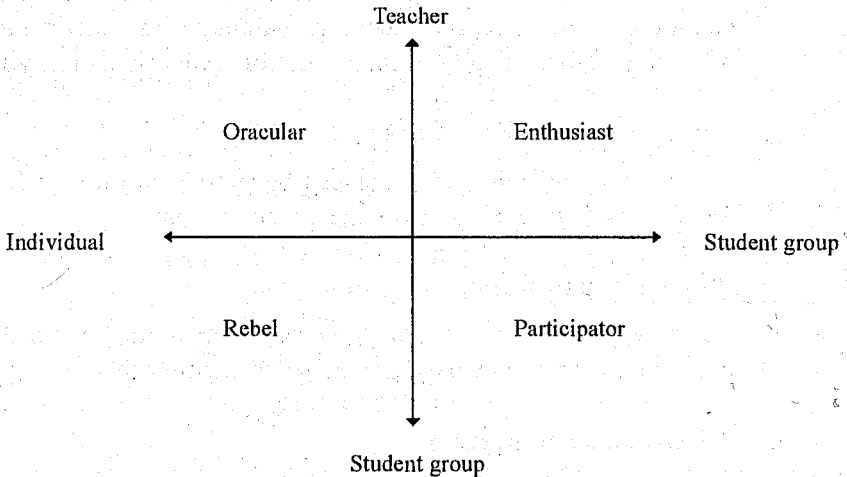 Teacher
Oracular Enthusiast
Individual Student group
Rebel Participator
Student group